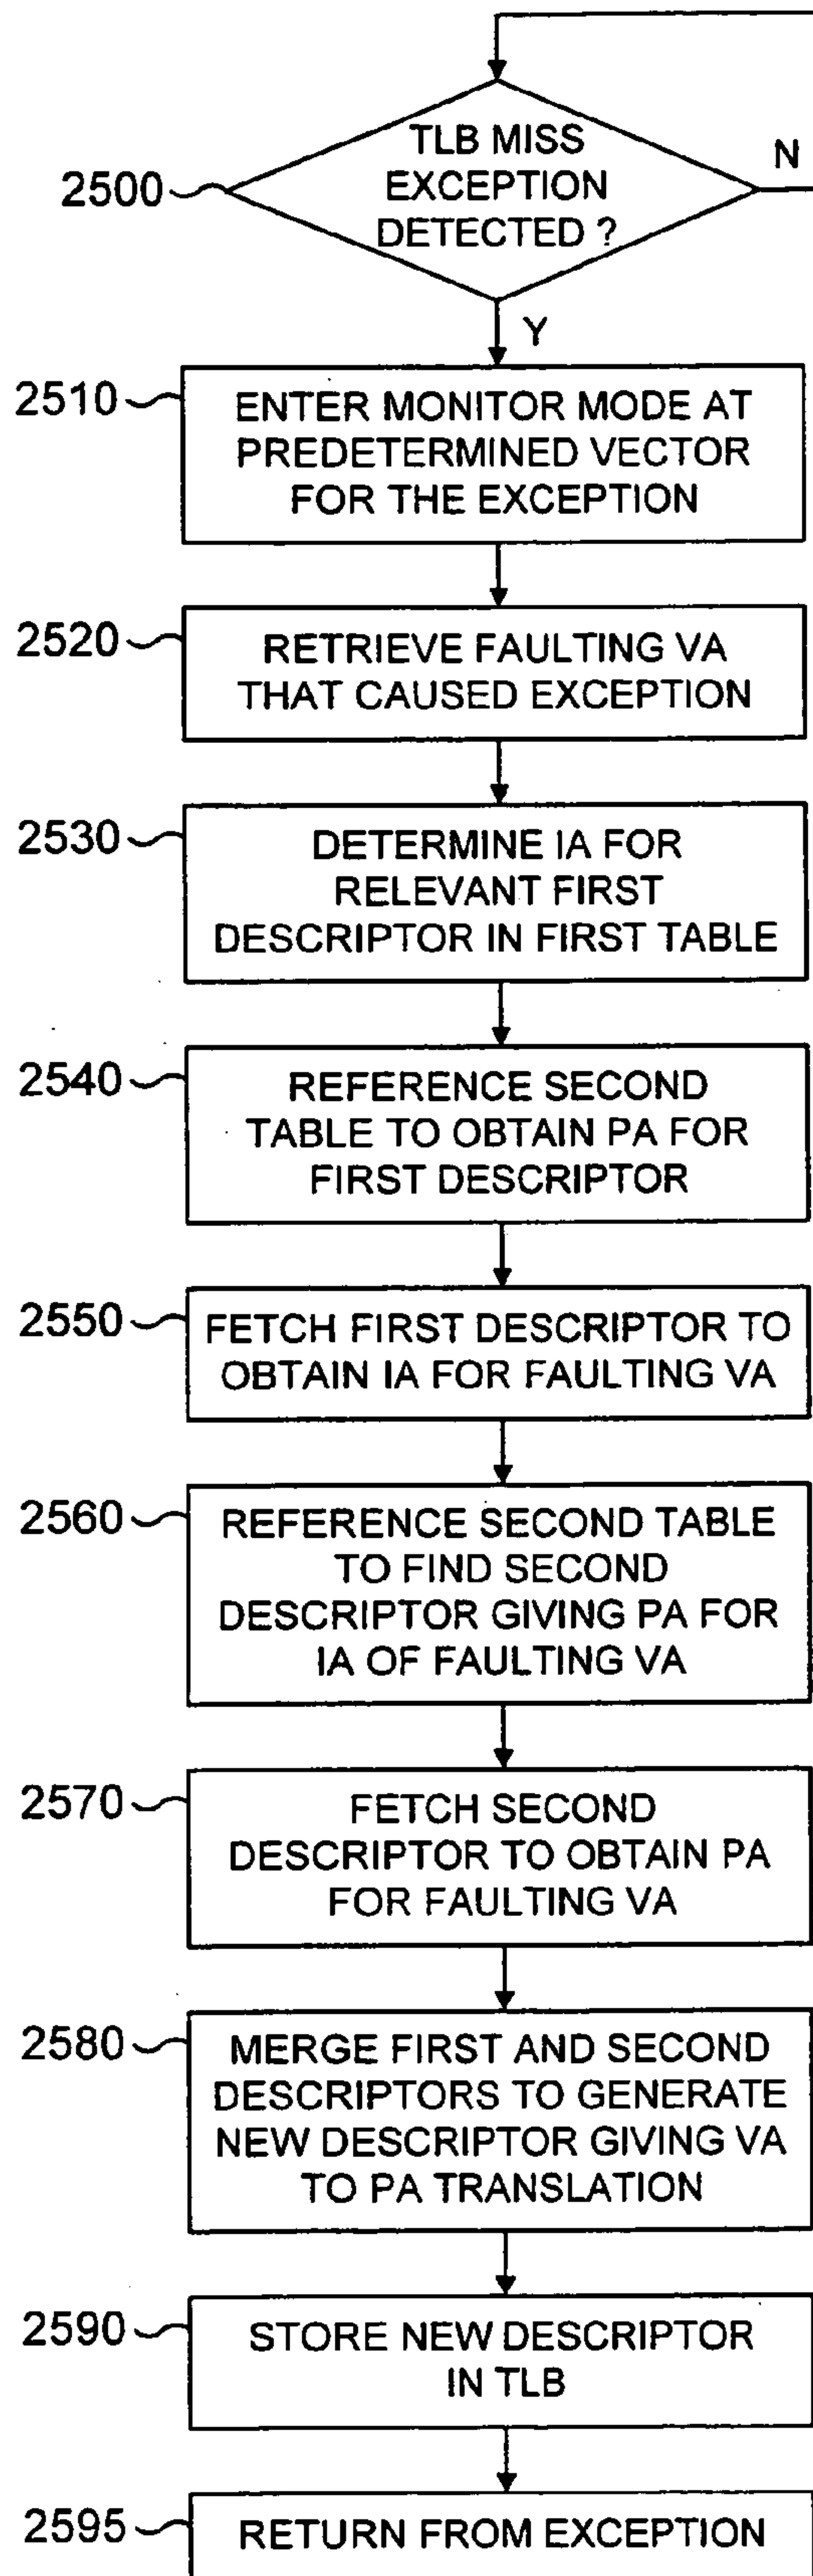 TLB MISS
EXCEPTION
DETECTED ?
N
2500
Y
2510
ENTER MONITOR MODE AT
PREDETERMINED VECTOR
FOR THE EXCEPTION
2520
RETRIEVE FAULTING VA
THAT CAUSED EXCEPTION
2530
DETERMINE IA FOR
RELEVANT FIRST
DESCRIPTOR IN FIRST TABLE
2540
REFERENCE SECOND
TABLE TO OBTAIN PA FOR
FIRST DESCRIPTOR
2550
FETCH FIRST DESCRIPTOR TO
OBTAIN IA FOR FAULTING VA
2560
REFERENCE SECOND TABLE
TO FIND SECOND
DESCRIPTOR GIVING PA FOR
IA OF FAULTING VA
2570
FETCH SECOND
DESCRIPTOR TO OBTAIN PA
FOR FAULTING VA
2580
MERGE FIRST AND SECOND
DESCRIPTORS TO GENERATE
NEW DESCRIPTOR GIVING VA
TO PA TRANSLATION
2590
STORE NEW DESCRIPTOR
IN TLB
2595
RETURN FROM EXCEPTION